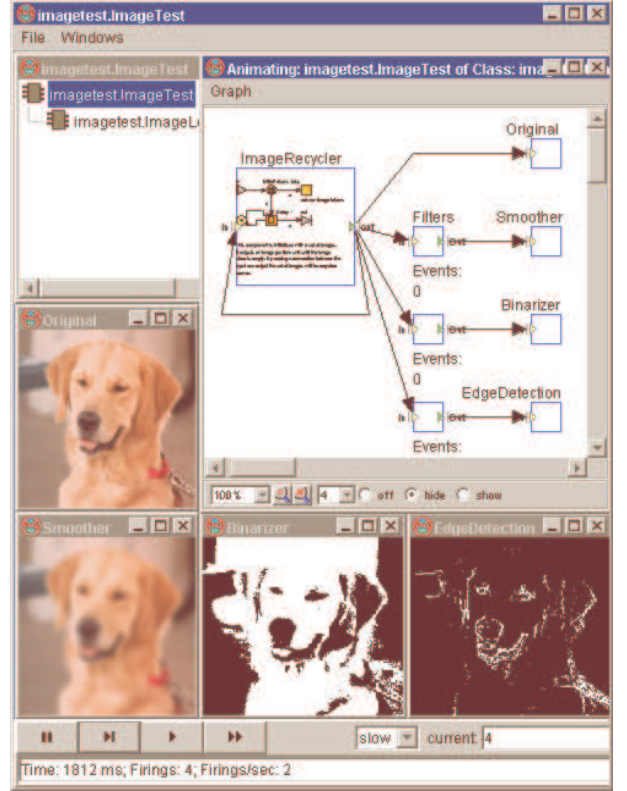 imagetest.ImageTest
File Windows
imagetest.ImageTest
imagetest.ImageTest
imagetest.ImageL
Animating: imagetest.ImageTest of Class:
Graph
ImageRecycler
in
out
Original
Filters
Smoother
in
out
Events:
0
Binarizer
in
out
Events:
0
EdgeDetection
in
out
Events:
100%
4
off
hide
show
Original
Smoother
Binarizer
EdgeDetection
slow
current: 4
Time: 1812 ms; Firings: 4; Firings/sec: 2